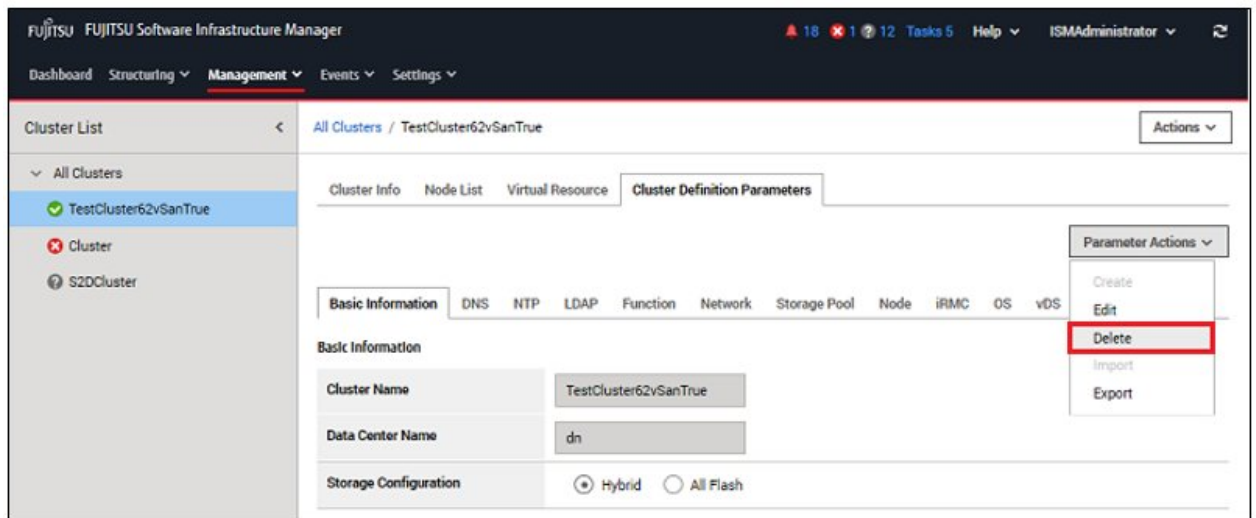 FUJITSU FUJITSU Software Infrastructure Manager
18 1 12 Tasks 5 Help ISMAdministrator
Dashboard Structuring Management Events Settings
Cluster List
All Clusters / TestCluster62vSanTrue
Actions
All Clusters
TestCluster62vSanTrue
Cluster
S2DCluster
Cluster Info Node List Virtual Resource Cluster Definition Parameters
Parameter Actions
Create
Edit
Delete
Import
Export
Basic Information DNS NTP LDAP Function Network Storage Pool Node iRMC OS vDS
Basic Information
Cluster Name TestCluster62vSanTrue
Data Center Name dn
Storage Configuration Hybrid All Flash